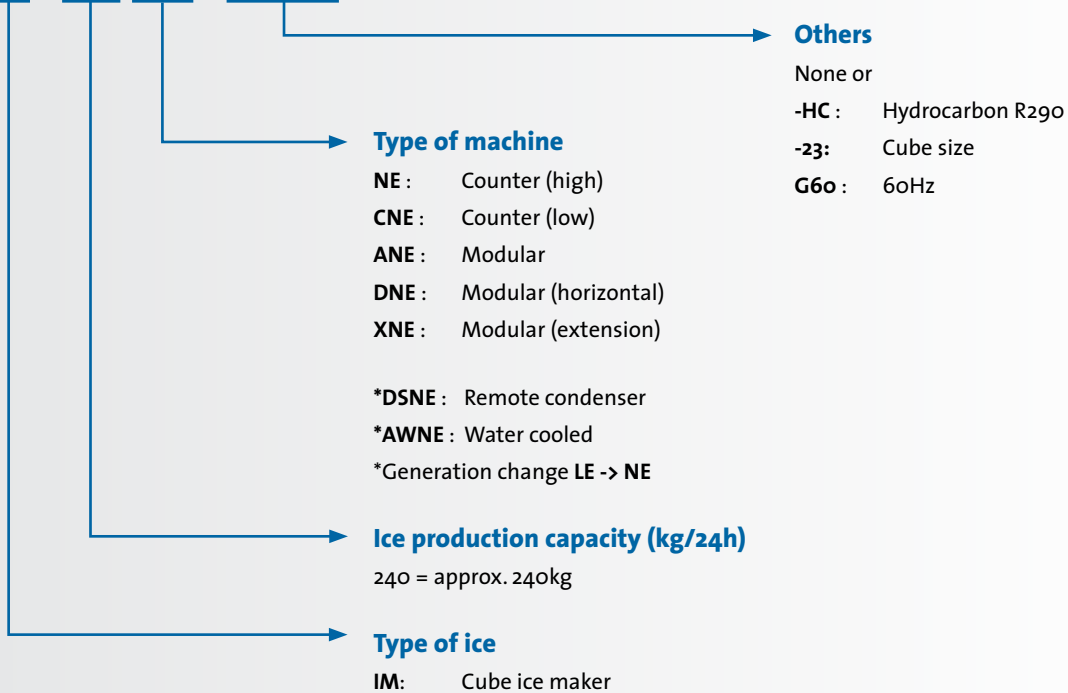 Others
None or
-HC : Hydrocarbon R290
-23: Cube size
G60 : 60Hz
Type of machine
NE : Counter (high)
CNE : Counter (low)
ANE : Modular
DNE : Modular (horizontal)
XNE : Modular (extension)
*DSNE : Remote condenser
*AWNE : Water cooled
*Generation change LE -> NE
Ice production capacity (kg/24h)
240 = approx. 240kg
Type of ice
IM: Cube ice maker